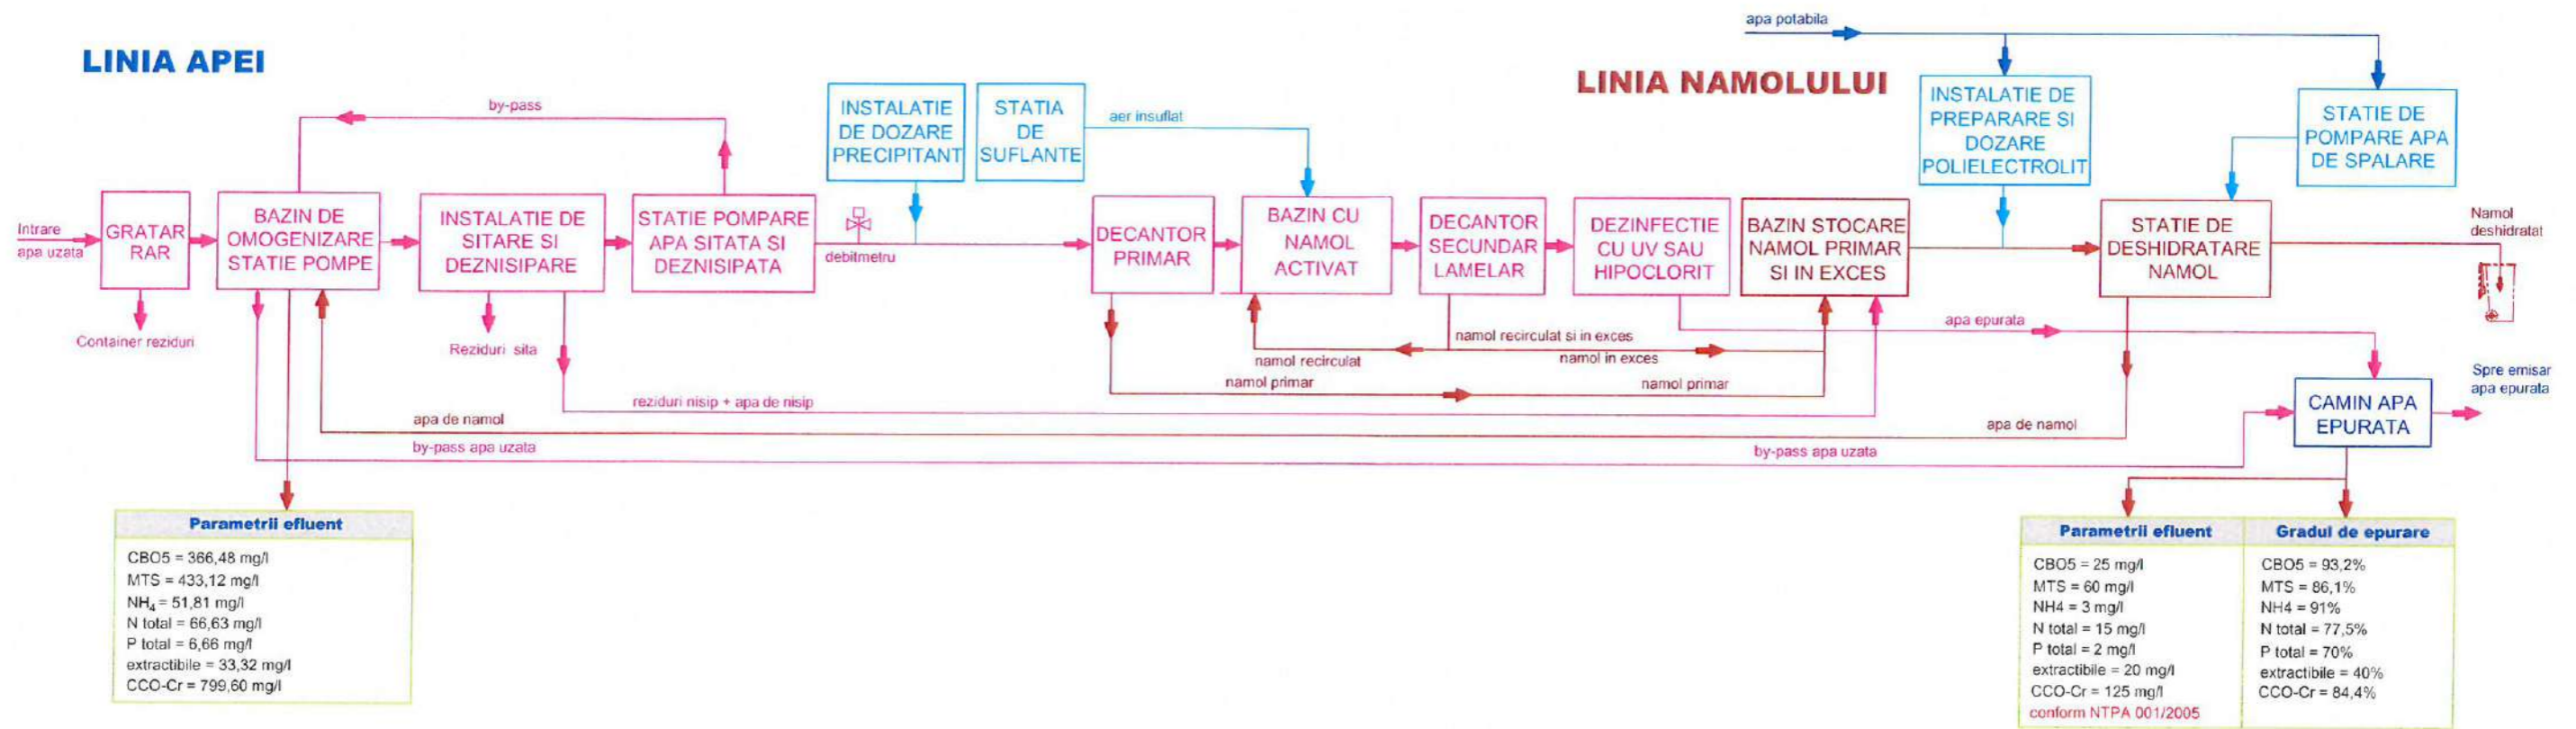 LINIA APEI
LINIA NAMOLULUI
apa potabila
by-pass
INSTALATIE
DE DOZARE
PRECIPITANT
STATIA
DE
SUFLANTE
aer insuflat
INSTALATIE DE
PREPARARE SI
DOZARE
POLIELECTROLIT
STATIE DE
POMPARE APA
DE SPALARE
Intrare
apa uzata
GRATAR
RAR
BAZIN DE
OMOGENIZARE
STATIE POMPE
INSTALATIE DE
SITARE SI
DEZNISIPARE
STATIE POMPARE
APA SITATA SI
DEZNISIPATA
debitmetru
DECANTOR
PRIMAR
BAZIN CU
NAMOL
ACTIVAT
DECANTOR
SECUNDAR
LAMELAR
DEZINFECTIE
CU UV SAU
HIPOCLORIT
BAZIN STOCARE
NAMOL PRIMAR
SI IN EXCES
STATIE DE
DESHIDRATARE
NAMOL
Namol
deshidratat
Container reziduri
Reziduri sita
namol recirculat si in exces
namol recirculat
namol in exces
namol primar
namol primar
apa epurata
reziduri nisip + apa de nisip
apa de namol
apa de namol
by-pass apa uzata
by-pass apa uzata
CAMIN APA
EPURATA
Spre emisar
apa epurata
Parametrii efluent
CBO5 = 366,48 mg/l
MTS = 433,12 mg/l
NH₄ = 51,81 mg/l
N total = 66,63 mg/l
P total = 6,66 mg/l
extractibile = 33,32 mg/l
CCO-Cr = 799,60 mg/l
Parametrii efluent
CBO5 = 25 mg/l
MTS = 60 mg/l
NH4 = 3 mg/l
N total = 15 mg/l
P total = 2 mg/l
extractibile = 20 mg/l
CCO-Cr = 125 mg/l
conform NTPA 001/2005
Gradul de epurare
CBO5 = 93,2%
MTS = 86,1%
NH4 = 91%
N total = 77,5%
P total = 70%
extractibile = 40%
CCO-Cr = 84,4%